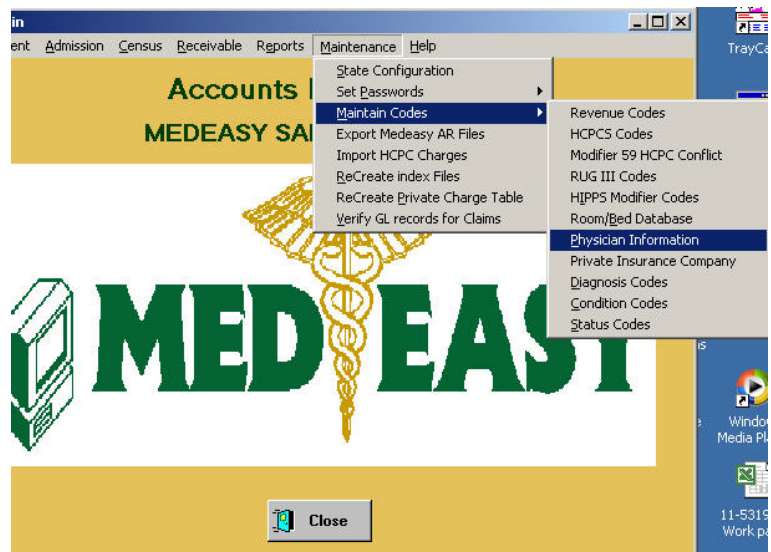 in
ent Admission Census Receivable Reports Maintenance Help
TrayCa
Accounts
MEDEASY SA
State Configuration
Set Passwords
Maintain Codes
Export Medeasy AR Files
Import HCPC Charges
ReCreate index Files
ReCreate Private Charge Table
Verify GL records for Claims
Revenue Codes
HCPCS Codes
Modifier 59 HCPC Conflict
RUG III Codes
HIPPS Modifier Codes
Room/Bed Database
Physician Information
Private Insurance Company
Diagnosis Codes
Condition Codes
Status Codes
MED EASY
is
Windo
Media Pla
Close
11-5319
Work pa